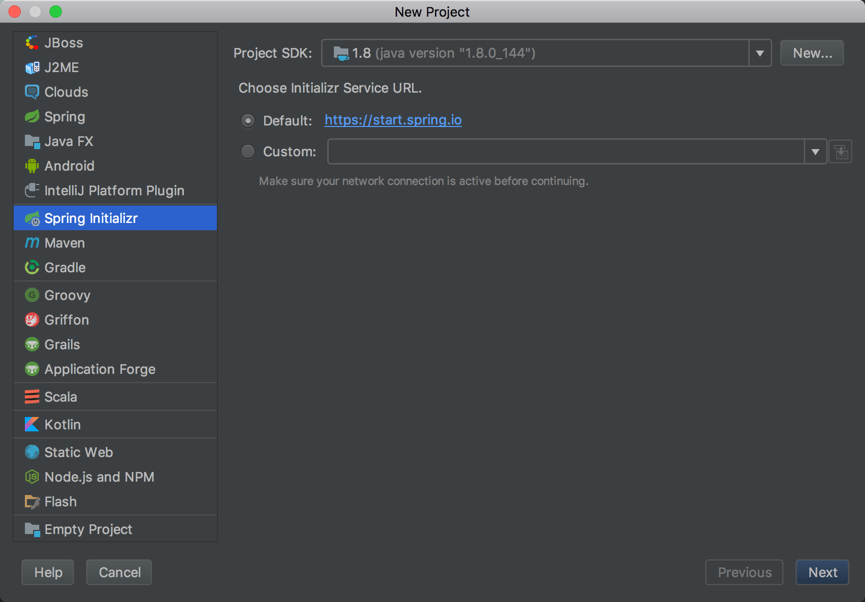 New Project
JBoss
J2ME
Clouds
Spring
Java FX
Android
IntelliJ Platform Plugin
Spring Initializr
Maven
Gradle
Groovy
Griffon
Grails
Application Forge
Scala
Kotlin
Static Web
Node.js and NPM
Flash
Empty Project
Project SDK: 1.8 (java version "1.8.0_144") New...
Choose Initializr Service URL.
Default: https://start.spring.io
Custom:
Make sure your network connection is active before continuing.
Help Cancel Previous Next